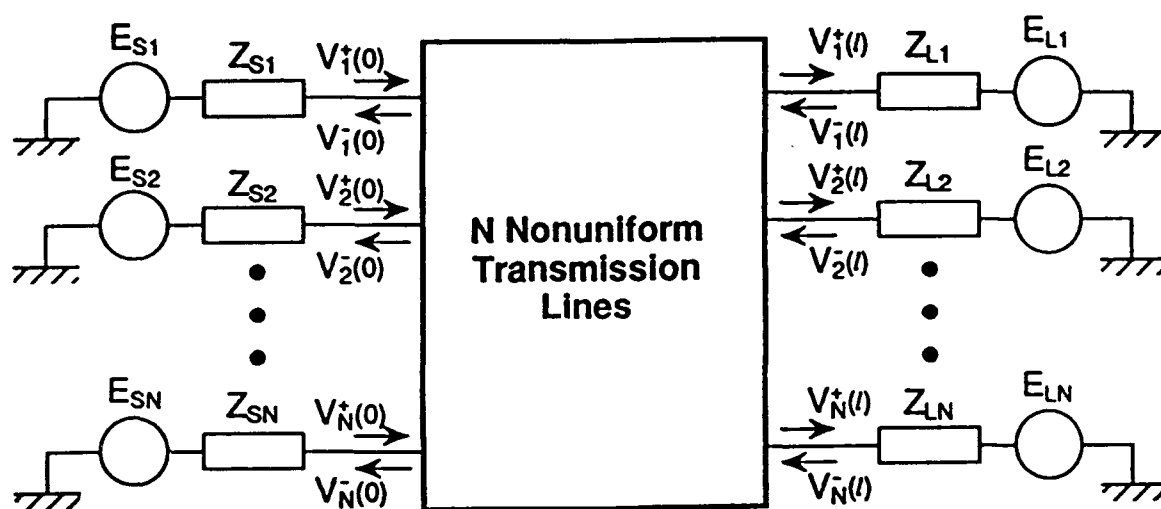 E_S1 Z_S1 V_1^+(0) V_1^+(l) Z_L1 E_L1
V_1^-(0) V_1^-(l)
E_S2 Z_S2 V_2^+(0) V_2^+(l) Z_L2 E_L2
V_2^-(0) V_2^-(l)
N Nonuniform
Transmission
Lines
E_SN Z_SN V_N^+(0) V_N^+(l) Z_LN E_LN
V_N^-(0) V_N^-(l)